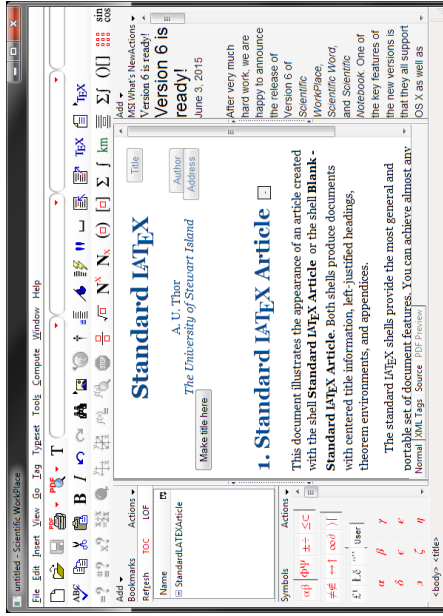 untitled - Scientific WorkPlace
File Edit Insert View Go Tag Typeset Tools Compute Window Help
Add
Bookmarks Actions
Refresh TOC LOF
Name
StandardLATEXArticle
Symbols Actions
User
α β γ
δ ϵ ε
϶ ζ η
Title
Standard LATEX
Author
A. U. Thor
Address
The University of Stewart Island
Make title here
1. Standard LATEX Article
This document illustrates the appearance of an article created
with the shell Standard LATEX Article or the shell Blank -
Standard LATEX Article. Both shells produce documents
with centered title information, left-justified headings,
theorem environments, and appendices.
The standard LATEX shells provide the most general and
portable set of document features. You can achieve almost any
Normal XML Tags Source PDF Preview
Add
MSI What'sNew Actions
Version 6 is ready!
Version 6 is
ready!
June 3, 2015
After very much
hard work, we are
happy to announce
the release of
Version 6 of
Scientific
WorkPlace,
Scientific Word,
and Scientific
Notebook. One of
the key features of
the new versions is
that they all support
OS X as well as
<body> <title>